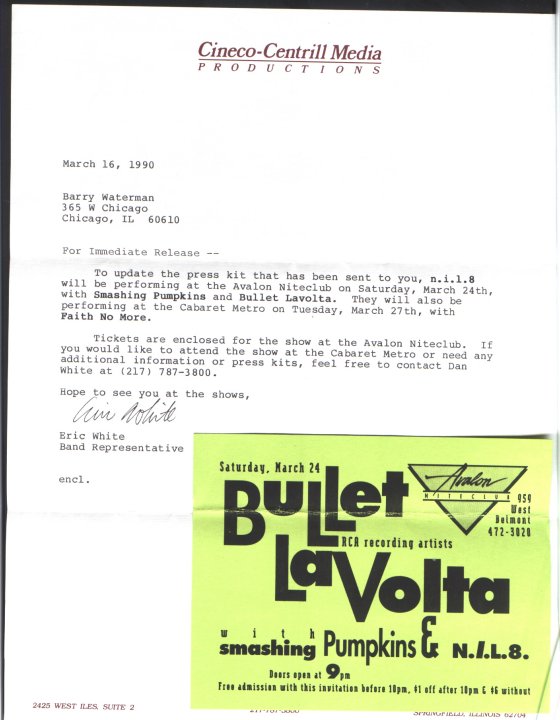 Cineco-Centrill Media
PRODUCTIONS
March 16, 1990
Barry Waterman
365 W Chicago
Chicago, IL 60610
For Immediate Release --
To update the press kit that has been sent to you, n.i.l.8
will be performing at the Avalon Niteclub on Saturday, March 24th,
with Smashing Pumpkins and Bullet Lavolta. They will also be
performing at the Cabaret Metro on Tuesday, March 27th, with
Faith No More.
Tickets are enclosed for the show at the Avalon Niteclub. If
you would like to attend the show at the Cabaret Metro or need any
additional information or press kits, feel free to contact Dan
White at (217) 787-3800.
Hope to see you at the shows,
Eric White
Eric White
Band Representative
encl.
Saturday, March 24
Avalon
NITECLUB
959
West
Belmont
472-3020
BuLLet
RCA recording artists
LaVolta
with
smashing Pumpkins & N.I.L.8.
Doors open at 9pm
Free admission with this invitation before 10pm, $1 off after 10pm & $6 without
2425 WEST ILES, SUITE 2
217-787-3800
SPRINGFIELD, ILLINOIS 62704